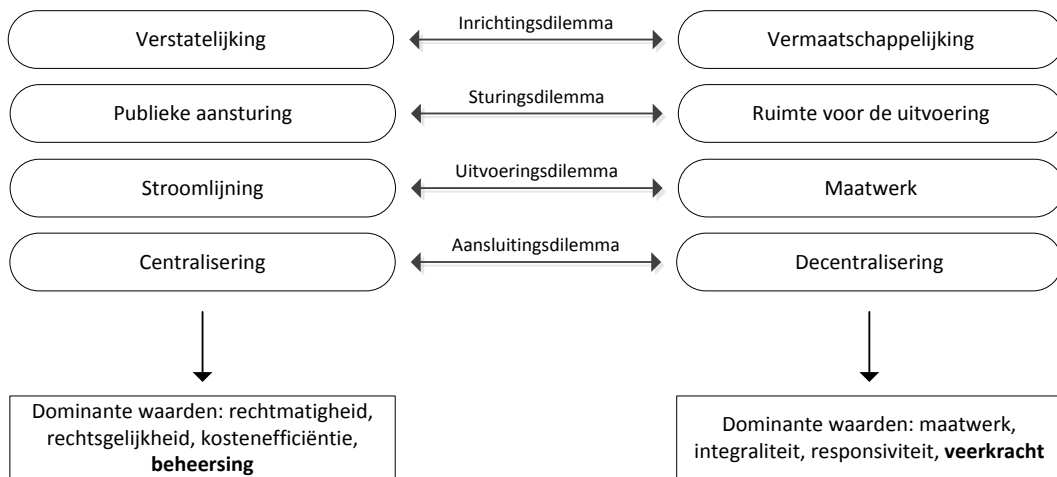 Verstatelijking
Inrichtingsdilemma
Vermaatschappelijking
Publieke aansturing
Sturingsdilemma
Ruimte voor de uitvoering
Stroomlijning
Uitvoeringsdilemma
Maatwerk
Centralisering
Aansluitingsdilemma
Decentralisering
Dominante waarden: rechtmatigheid,
rechtsgelijkheid, kostenefficiëntie,
beheersing
Dominante waarden: maatwerk,
integraliteit, responsiviteit, veerkracht